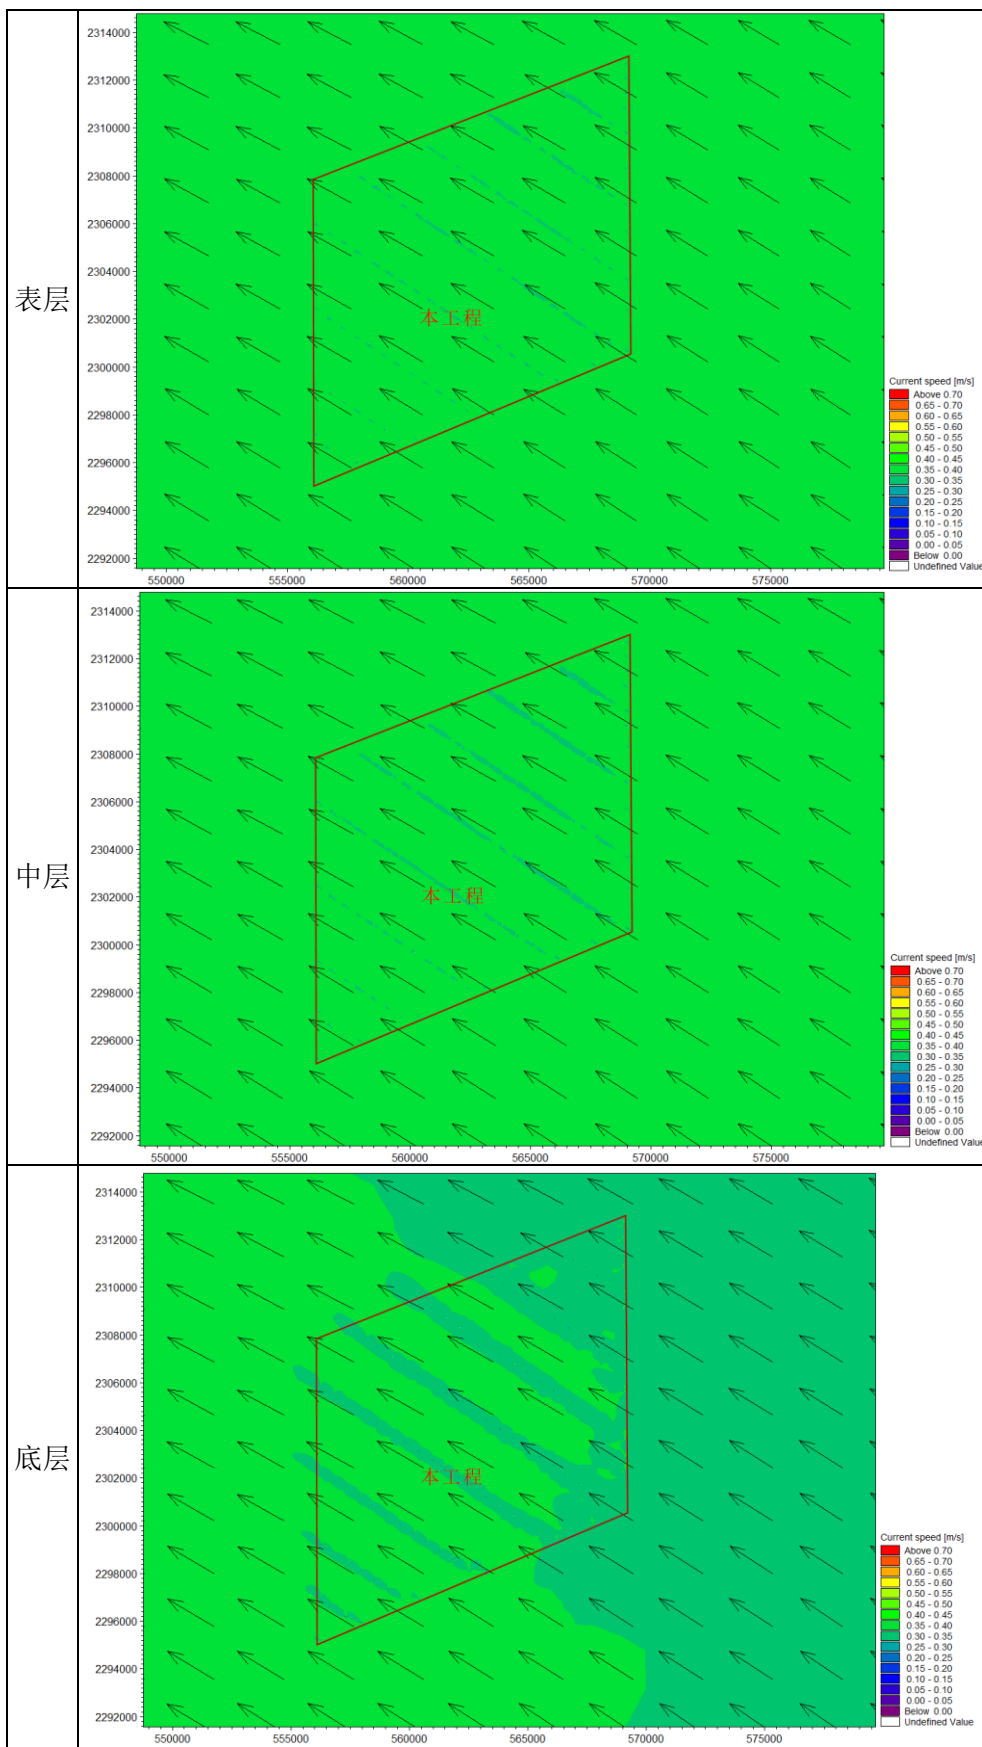 表层
2314000
2312000
2310000
2308000
2306000
2304000
2302000
2300000
2298000
2296000
2294000
2292000
本工程
550000 555000 560000 565000 570000 575000
Current speed [m/s]
Above 0.70
0.65 - 0.70
0.60 - 0.65
0.55 - 0.60
0.50 - 0.55
0.45 - 0.50
0.40 - 0.45
0.35 - 0.40
0.30 - 0.35
0.25 - 0.30
0.20 - 0.25
0.15 - 0.20
0.10 - 0.15
0.05 - 0.10
0.00 - 0.05
Below 0.00
Undefined Value
中层
2314000
2312000
2310000
2308000
2306000
2304000
2302000
2300000
2298000
2296000
2294000
2292000
本工程
550000 555000 560000 565000 570000 575000
Current speed [m/s]
Above 0.70
0.65 - 0.70
0.60 - 0.65
0.55 - 0.60
0.50 - 0.55
0.45 - 0.50
0.40 - 0.45
0.35 - 0.40
0.30 - 0.35
0.25 - 0.30
0.20 - 0.25
0.15 - 0.20
0.10 - 0.15
0.05 - 0.10
0.00 - 0.05
Below 0.00
Undefined Value
底层
2314000
2312000
2310000
2308000
2306000
2304000
2302000
2300000
2298000
2296000
2294000
2292000
本工程
550000 555000 560000 565000 570000 575000
Current speed [m/s]
Above 0.70
0.65 - 0.70
0.60 - 0.65
0.55 - 0.60
0.50 - 0.55
0.45 - 0.50
0.40 - 0.45
0.35 - 0.40
0.30 - 0.35
0.25 - 0.30
0.20 - 0.25
0.15 - 0.20
0.10 - 0.15
0.05 - 0.10
0.00 - 0.05
Below 0.00
Undefined Value